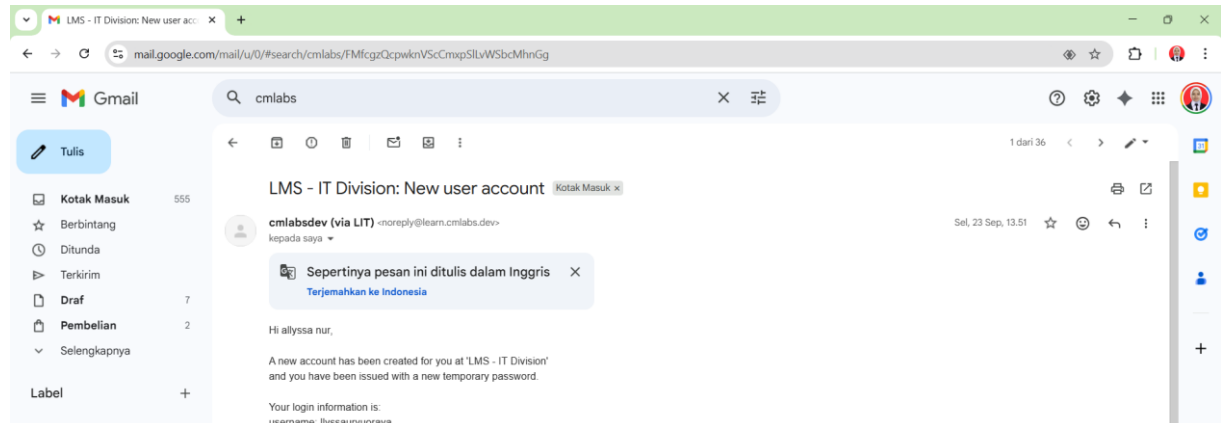 LMS - IT Division: New user acc
mail.google.com/mail/u/0/#search/cmlabs/FMfcgzQcpwknVScCmxpSlLvWSbcMhnGg
Gmail
cmlabs
Tulis
1 dari 36
Kotak Masuk 555
Berbintang
Ditunda
Terkirim
Draf 7
Pembelian 2
Selengkapnya
Label
LMS - IT Division: New user account Kotak Masuk ×
cmlabsdev (via LIT) <noreply@learn.cmlabs.dev>
Sel, 23 Sep, 13.51
kepada saya
Sepertinya pesan ini ditulis dalam Inggris
Terjemahkan ke Indonesia
Hi allyssa nur,
A new account has been created for you at 'LMS - IT Division'
and you have been issued with a new temporary password.
Your login information is:
username: